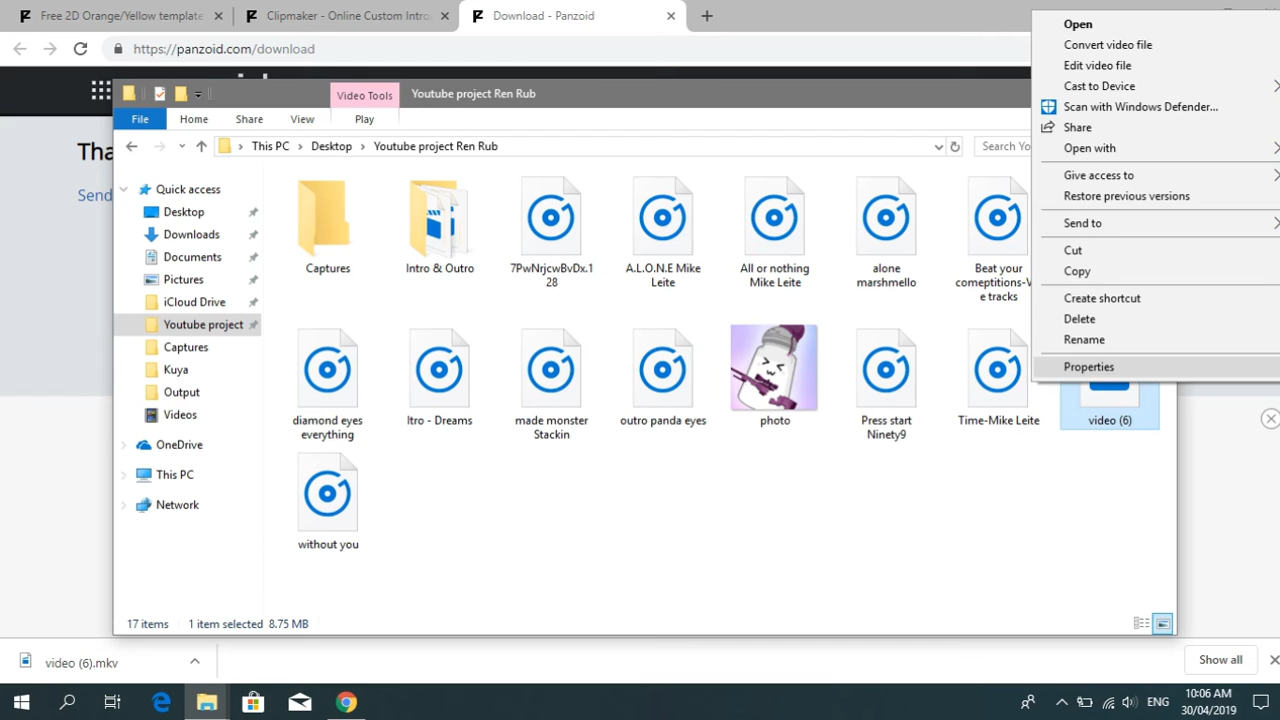 Free 2D Orange/Yellow template
Clipmaker - Online Custom Intro
Download - Panzoid
https://panzoid.com/download
Tha
Send
Video Tools
Youtube project Ren Rub
File
Home
Share
View
Play
This PC
Desktop
Youtube project Ren Rub
Search Yo
Quick access
Desktop
Downloads
Documents
Pictures
iCloud Drive
Youtube project
Captures
Kuya
Output
Videos
OneDrive
This PC
Network
Captures
Intro & Outro
7PwNrjcwBvDx.1
28
A.L.O.N.E Mike
Leite
All or nothing
Mike Leite
alone
marshmello
Beat your
comeptitions-V
e tracks
diamond eyes
everything
Itro - Dreams
made monster
Stackin
outro panda eyes
photo
Press start
Ninety9
Time-Mike Leite
video (6)
without you
17 items
1 item selected 8.75 MB
Open
Convert video file
Edit video file
Cast to Device
Scan with Windows Defender...
Share
Open with
Give access to
Restore previous versions
Send to
Cut
Copy
Create shortcut
Delete
Rename
Properties
video (6).mkv
Show all
ENG
10:06 AM
30/04/2019